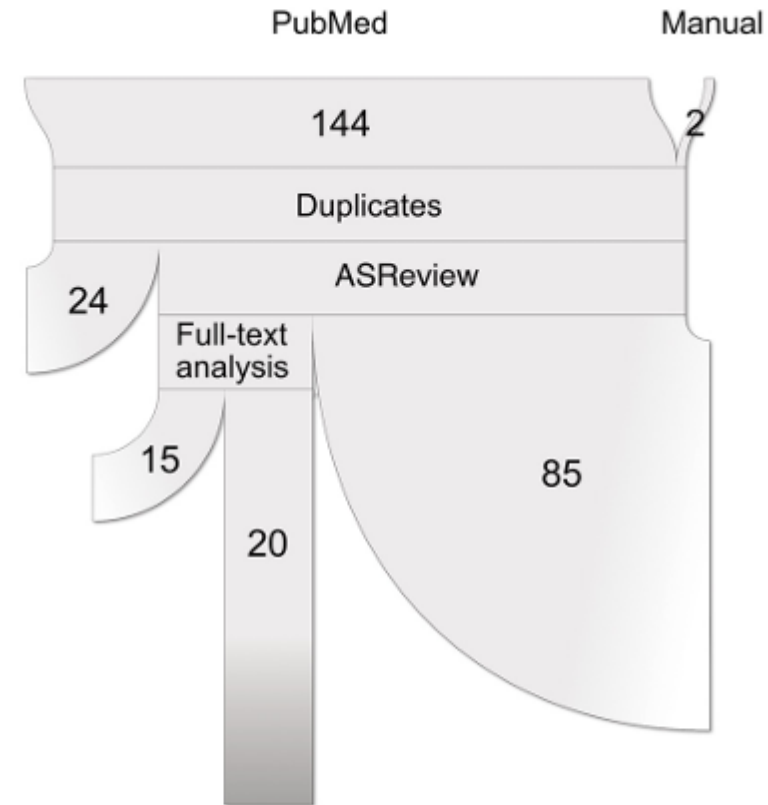 PubMed Manual
144
2
Duplicates
ASReview
24
Full-text
analysis
15
85
20